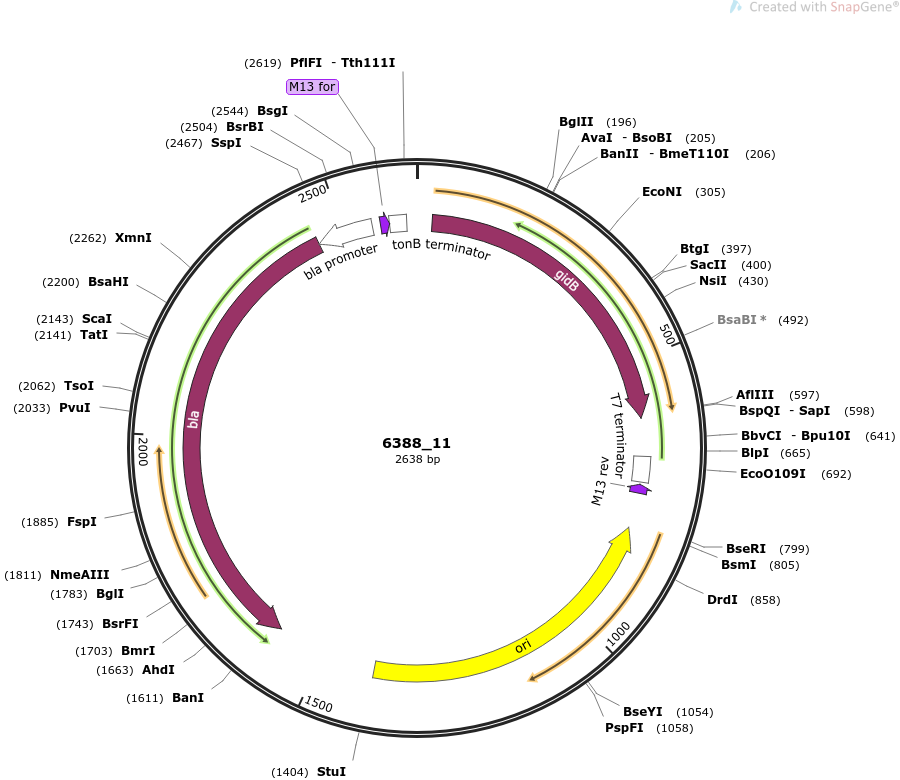 Created with SnapGene®
(2619) PflFI - Tth111I
M13 for
(2544) BsgI
(2504) BsrBI
(2467) SspI
BglII (196)
AvaI - BsoBI (205)
BanII - BmeT110I (206)
EcoNI (305)
BtgI (397)
SacII (400)
NsiI (430)
BsaBI * (492)
AflIII (597)
BspQI - SapI (598)
BbvCI - Bpu10I (641)
BlpI (665)
EcoO109I (692)
BseRI (799)
BsmI (805)
DrdI (858)
BseYI (1054)
PspFI (1058)
(1404) StuI
(1611) BanI
(1663) AhdI
(1703) BmrI
(1743) BsrFI
(1783) BglI
(1811) NmeAIII
(1885) FspI
(2033) PvuI
(2062) TsoI
(2141) TatI
(2143) ScaI
(2200) BsaHI
(2262) XmnI
500
1000
1500
2000
2500
bla promoter
tonB terminator
gidB
T7 terminator
M13 rev
ori
bla
6388_11
2638 bp